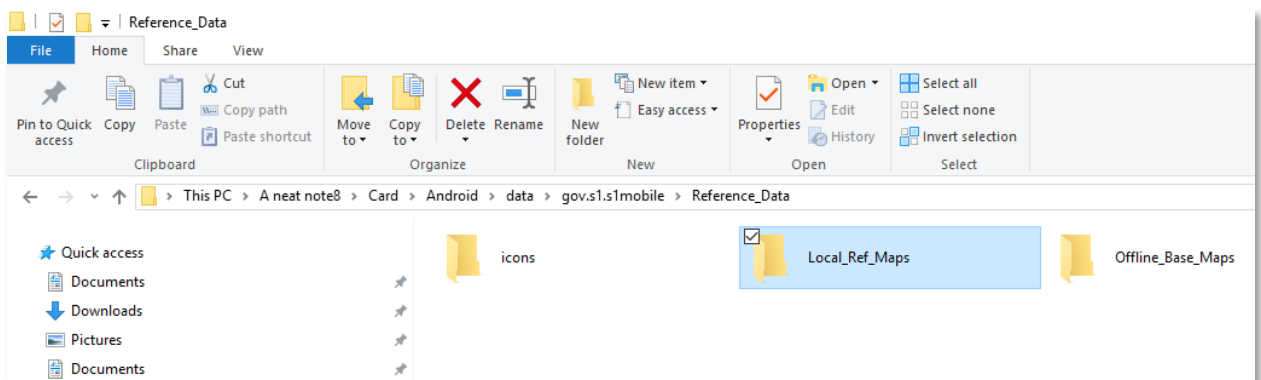 Reference_Data
File Home Share View
Pin to Quick access
Copy
Paste
Cut
Copy path
Paste shortcut
Clipboard
Move to
Copy to
Delete
Rename
Organize
New folder
New item
Easy access
New
Properties
Open
Edit
History
Open
Select all
Select none
Invert selection
Select
This PC > A neat note8 > Card > Android > data > gov.s1.s1mobile > Reference_Data
Quick access
Documents
Downloads
Pictures
Documents
icons
Local_Ref_Maps
Offline_Base_Maps